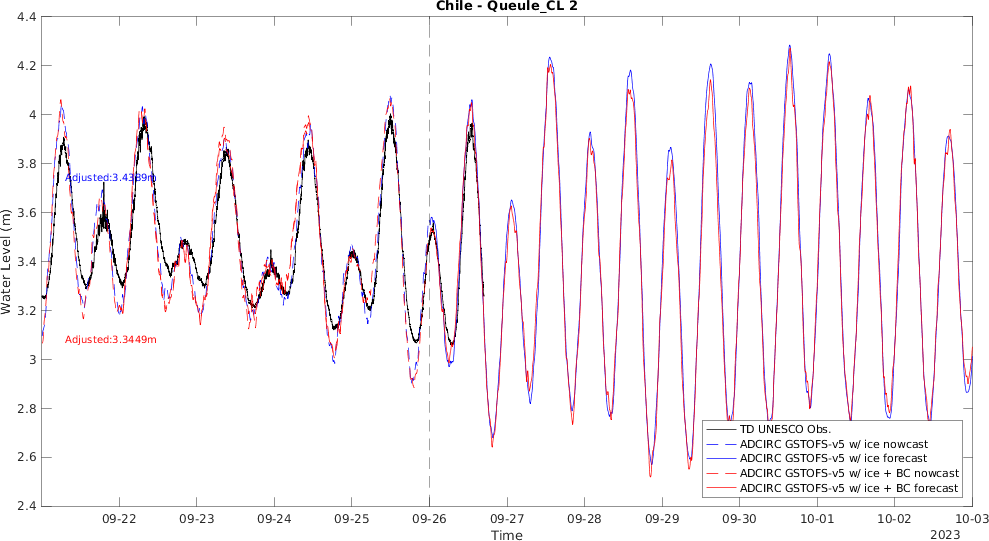 Chile - Queule_CL 2
4.4
4.2
4
3.8
3.6
3.4
3.2
3
2.8
2.6
2.4
Water Level (m)
Adjusted:3.4389m
Adjusted:3.3449m
TD UNESCO Obs.
ADCIRC GSTOFS-v5 w/ ice nowcast
ADCIRC GSTOFS-v5 w/ ice forecast
ADCIRC GSTOFS-v5 w/ ice + BC nowcast
ADCIRC GSTOFS-v5 w/ ice + BC forecast
09-22 09-23 09-24 09-25 09-26 09-27 09-28 09-29 09-30 10-01 10-02 10-03
Time
2023